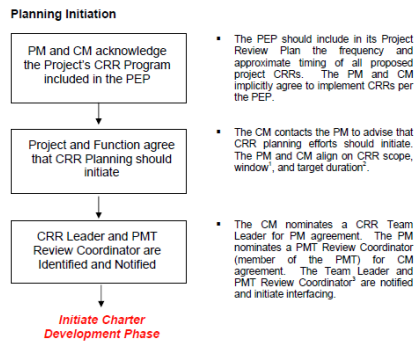 Planning Initiation
PM and CM acknowledge
the Project's CRR Program
included in the PEP
▪ The PEP should include in its Project
Review Plan the frequency and
approximate timing of all proposed
project CRRs. The PM and CM
implicitly agree to implement CRRs per
the PEP.
Project and Function agree
that CRR Planning should
initiate
▪ The CM contacts the PM to advise that
CRR planning efforts should initiate.
The PM and CM align on CRR scope,
window¹, and target duration².
CRR Leader and PMT
Review Coordinator are
Identified and Notified
▪ The CM nominates a CRR Team
Leader for PM agreement. The PM
nominates a PMT Review Coordinator
(member of the PMT) for CM
agreement. The Team Leader and
PMT Review Coordinator³ are notified
and initiate interfacing.
Initiate Charter
Development Phase